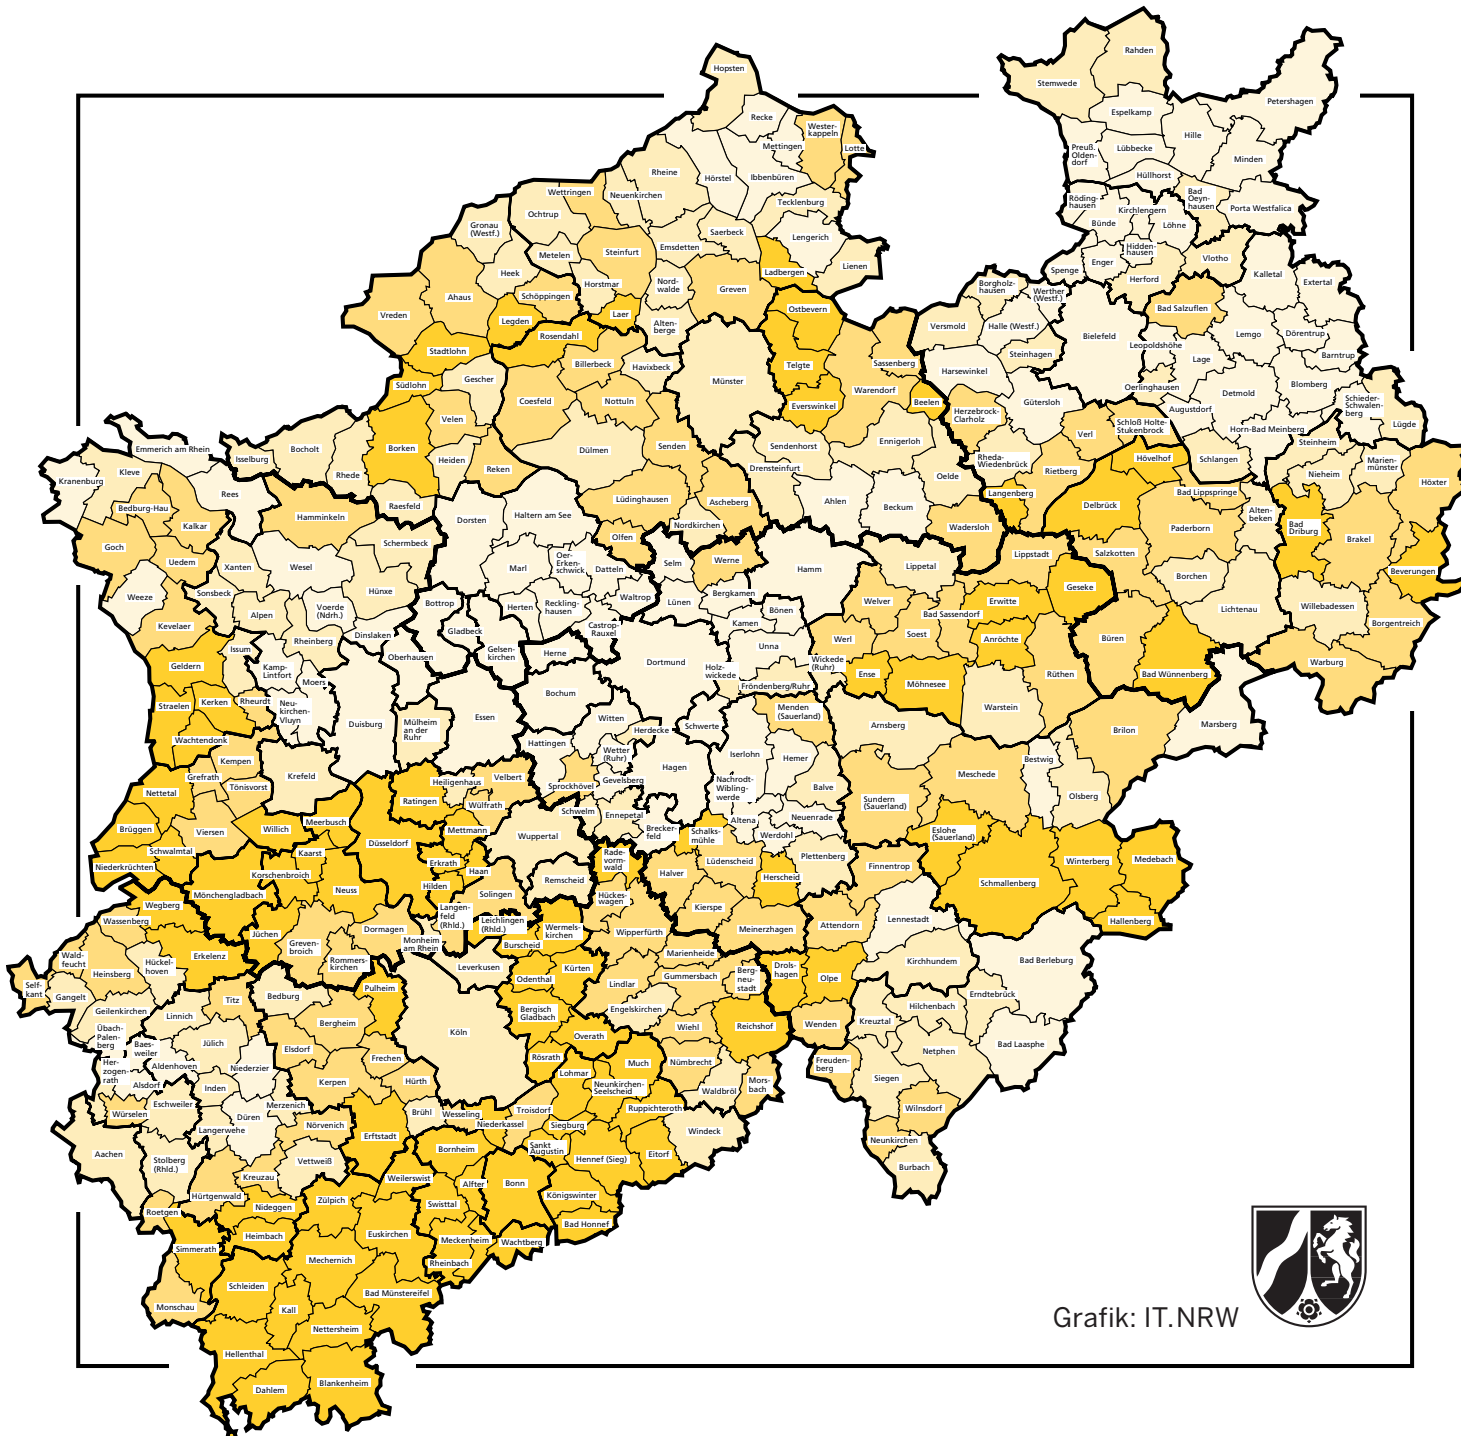 Hopsten
Rahden
Stemwede
Petershagen
Espelkamp
Recke
Wester-
kappeln
Hille
Mettingen
Lotte
Preuß.
Olden-
dorf
Lübbecke
Minden
Rheine
Hörstel
Ibbenbüren
Hüllhorst
Wettringen
Neuenkirchen
Tecklenburg
Röding-
hausen
Bad
Oeyn-
hausen
Kirchlengern
Porta Westfalica
Ochtrup
Bünde
Löhne
Gronau
(Westf.)
Saerbeck
Lengerich
Emsdetten
Hidden-
hausen
Metelen
Steinfurt
Enger
Vlotho
Lienen
Spenge
Heek
Ladbergen
Kalletal
Herford
Extertal
Horstmar
Nord-
walde
Greven
Borgholz-
hausen
Werther
(Westf.)
Ahaus
Schöppingen
Vreden
Laer
Ostbevern
Bad Salzuflen
Legden
Alten-
berge
Versmold
Halle (Westf.)
Bielefeld
Lemgo
Dörentrup
Rosendahl
Leopoldshöhe
Stadtlohn
Steinhagen
Barntrup
Lage
Billerbeck
Havixbeck
Telgte
Sassenberg
Harsewinkel
Südlohn
Gescher
Münster
Warendorf
Oerlinghausen
Blomberg
Detmold
Coesfeld
Nottuln
Everswinkel
Beelen
Gütersloh
Schieder-
Schwalen-
berg
Augustdorf
Velen
Herzebrock-
Clarholz
Schloß Holte-
Stukenbrock
Lügde
Horn-Bad Meinberg
Verl
Emmerich am Rhein
Bocholt
Borken
Dülmen
Senden
Sendenhorst
Ennigerloh
Steinheim
Isselburg
Heiden
Rheda-
Wiedenbrück
Hövelhof
Schlangen
Marien-
münster
Kleve
Rhede
Reken
Drensteinfurt
Rietberg
Nieheim
Kranenburg
Oelde
Höxter
Rees
Lüdinghausen
Langenberg
Bad Lippspringe
Bedburg-Hau
Raesfeld
Ascheberg
Ahlen
Beckum
Delbrück
Alten-
beken
Hamminkeln
Dorsten
Haltern am See
Nordkirchen
Wadersloh
Paderborn
Bad
Driburg
Kalkar
Olfen
Brakel
Goch
Schermbeck
Salzkotten
Uedem
Xanten
Wesel
Marl
Oer-
Erken-
schwick
Datteln
Selm
Werne
Hamm
Lippetal
Lippstadt
Beverungen
Borchen
Weeze
Sonsbeck
Hünxe
Waltrop
Bergkamen
Geseke
Bottrop
Herten
Reckling-
hausen
Lünen
Bönen
Welver
Erwitte
Willebadessen
Lichtenau
Alpen
Voerde
(Ndrh.)
Bad Sassendorf
Borgentreich
Kevelaer
Gladbeck
Castrop-
Rauxel
Kamen
Dinslaken
Werl
Soest
Anröchte
Büren
Rheinberg
Unna
Issum
Gelsen-
kirchen
Herne
Oberhausen
Dortmund
Wickede
(Ruhr)
Warburg
Geldern
Kamp-
Lintfort
Holz-
wickede
Ense
Möhnesee
Rüthen
Bad Wünnenberg
Moers
Fröndenberg/Ruhr
Bochum
Straelen
Kerken
Rheurdt
Neu-
kirchen-
Vluyn
Warstein
Duisburg
Mülheim
an der
Ruhr
Essen
Witten
Menden
(Sauerland)
Schwerte
Arnsberg
Marsberg
Herdecke
Brilon
Wachtendonk
Hattingen
Wetter
(Ruhr)
Iserlohn
Hemer
Bestwig
Kempen
Hagen
Krefeld
Grefrath
Heiligenhaus
Velbert
Gevelsberg
Meschede
Tönisvorst
Sprockhövel
Nachrodt-
Wibling-
werde
Balve
Nettetal
Ratingen
Olsberg
Wülfrath
Sundern
(Sauerland)
Schwelm
Ennepetal
Neuenrade
Meerbusch
Altena
Brüggen
Viersen
Willich
Mettmann
Wuppertal
Brecker-
feld
Schalks-
mühle
Werdohl
Eslohe
(Sauerland)
Düsseldorf
Schwalmtal
Kaarst
Rade-
vorm-
wald
Plettenberg
Niederkrüchten
Erkrath
Lüdenscheid
Winterberg
Medebach
Finnentrop
Korschenbroich
Haan
Halver
Herscheid
Remscheid
Schmallenberg
Neuss
Hilden
Mönchengladbach
Solingen
Hückes-
wagen
Wegberg
Langen-
feld
(Rhld.)
Kierspe
Wassenberg
Leichlingen
(Rhld.)
Lennestadt
Hallenberg
Wermels-
kirchen
Attendorn
Dormagen
Wipperfürth
Meinerzhagen
Jüchen
Greven-
broich
Monheim
am Rhein
Burscheid
Wald-
feucht
Erkelenz
Marienheide
Hückel-
hoven
Rommers-
kirchen
Leverkusen
Kürten
Kirchhundem
Bad Berleburg
Heinsberg
Drols-
hagen
Berg-
neu-
stadt
Odenthal
Gummersbach
Olpe
Self-
kant
Lindlar
Pulheim
Gangelt
Titz
Bedburg
Erndtebrück
Geilenkirchen
Hilchenbach
Linnich
Bergisch
Gladbach
Engelskirchen
Bergheim
Kreuztal
Wiehl
Reichshof
Wenden
Übach-
Palen-
berg
Köln
Overath
Baes-
weiler
Jülich
Bad Laasphe
Elsdorf
Netphen
Rösrath
Frechen
Her-
zogen-
rath
Aldenhoven
Niederzier
Much
Nümbrecht
Freuden-
berg
Lohmar
Siegen
Kerpen
Hürth
Alsdorf
Inden
Neunkirchen-
Seelscheid
Mors-
bach
Waldbröl
Eschweiler
Merzenich
Wilnsdorf
Würselen
Düren
Brühl
Wesseling
Troisdorf
Ruppichteroth
Nörvenich
Niederkassel
Siegburg
Langerwehe
Windeck
Erftstadt
Neunkirchen
Aachen
Sankt
Augustin
Bornheim
Eitorf
Stolberg
(Rhld.)
Vettweiß
Hennef (Sieg)
Burbach
Kreuzau
Weilerswist
Alfter
Bonn
Hürtgenwald
Zülpich
Königswinter
Nideggen
Swisttal
Roetgen
Bad Honnef
Heimbach
Euskirchen
Meckenheim
Wachtberg
Simmerath
Mechernich
Rheinbach
Schleiden
Bad Münstereifel
Monschau
Kall
Nettersheim
Hellenthal
Blankenheim
Dahlem
Grafik: IT.NRW